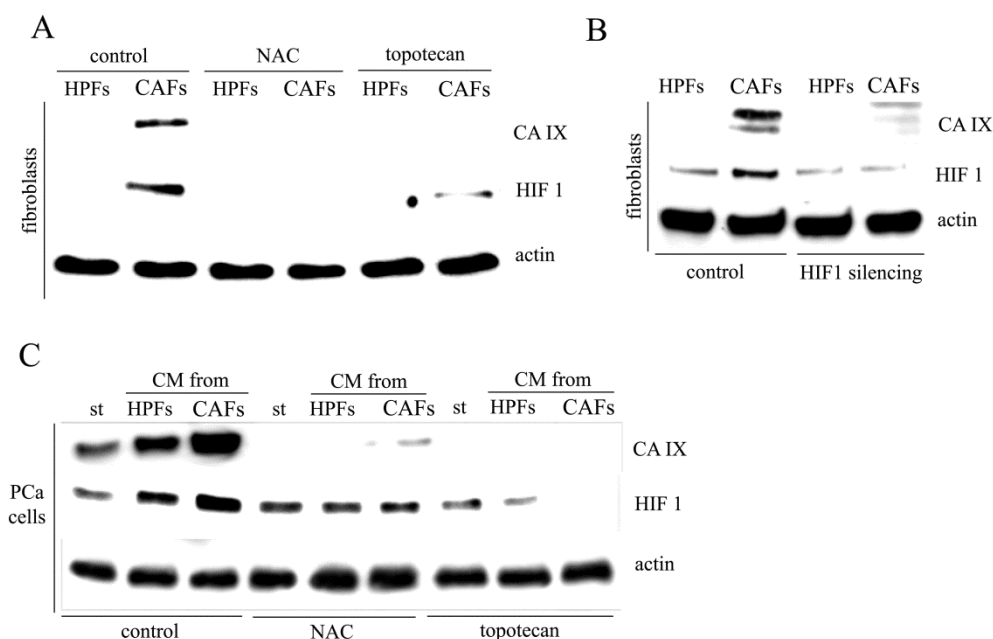 A
control NAC topotecan
HPFs CAFs HPFs CAFs HPFs CAFs
fibroblasts
CA IX
HIF 1
actin
B
HPFs CAFs HPFs CAFs
fibroblasts
CA IX
HIF 1
actin
control HIF1 silencing
C
CM from CM from CM from
st HPFs CAFs st HPFs CAFs st HPFs CAFs
CA IX
PCa
cells
HIF 1
actin
control NAC topotecan